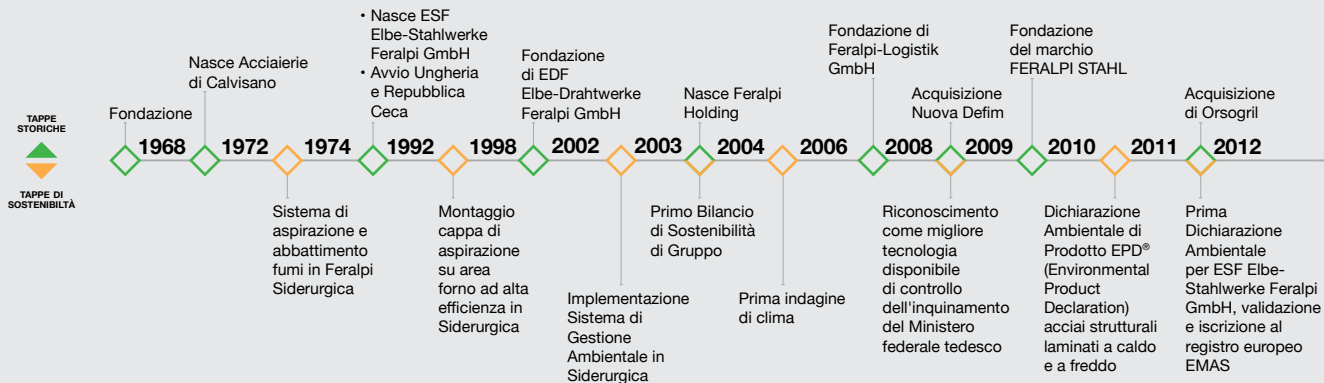 TAPPE
STORICHE
TAPPE DI
SOSTENIBILTÀ
Fondazione
1968
Nasce Acciaierie
di Calvisano
1972
1974
Sistema di
aspirazione e
abbattimento
fumi in Feralpi
Siderurgica
• Nasce ESF
Elbe-Stahlwerke
Feralpi GmbH
• Avvio Ungheria
e Repubblica
Ceca
1992
1998
Montaggio
cappa di
aspirazione
su area
forno ad alta
efficienza in
Siderurgica
Fondazione
di EDF
Elbe-Drahtwerke
Feralpi GmbH
2002
2003
Implementazione
Sistema di
Gestione
Ambientale in
Siderurgica
Nasce Feralpi
Holding
2004
Primo Bilancio
di Sostenibilità
di Gruppo
2006
Prima indagine
di clima
Fondazione di
Feralpi-Logistik
GmbH
2008
Acquisizione
Nuova Defim
2009
Riconoscimento
come migliore
tecnologia
disponibile
di controllo
dell'inquinamento
del Ministero
federale tedesco
Fondazione
del marchio
FERALPI STAHL
2010
2011
Dichiarazione
Ambientale di
Prodotto EPD®
(Environmental
Product
Declaration)
acciai strutturali
laminati a caldo
e a freddo
Acquisizione
di Orsogril
2012
Prima
Dichiarazione
Ambientale
per ESF Elbe-
Stahlwerke Feralpi
GmbH, validazione
e iscrizione al
registro europeo
EMAS